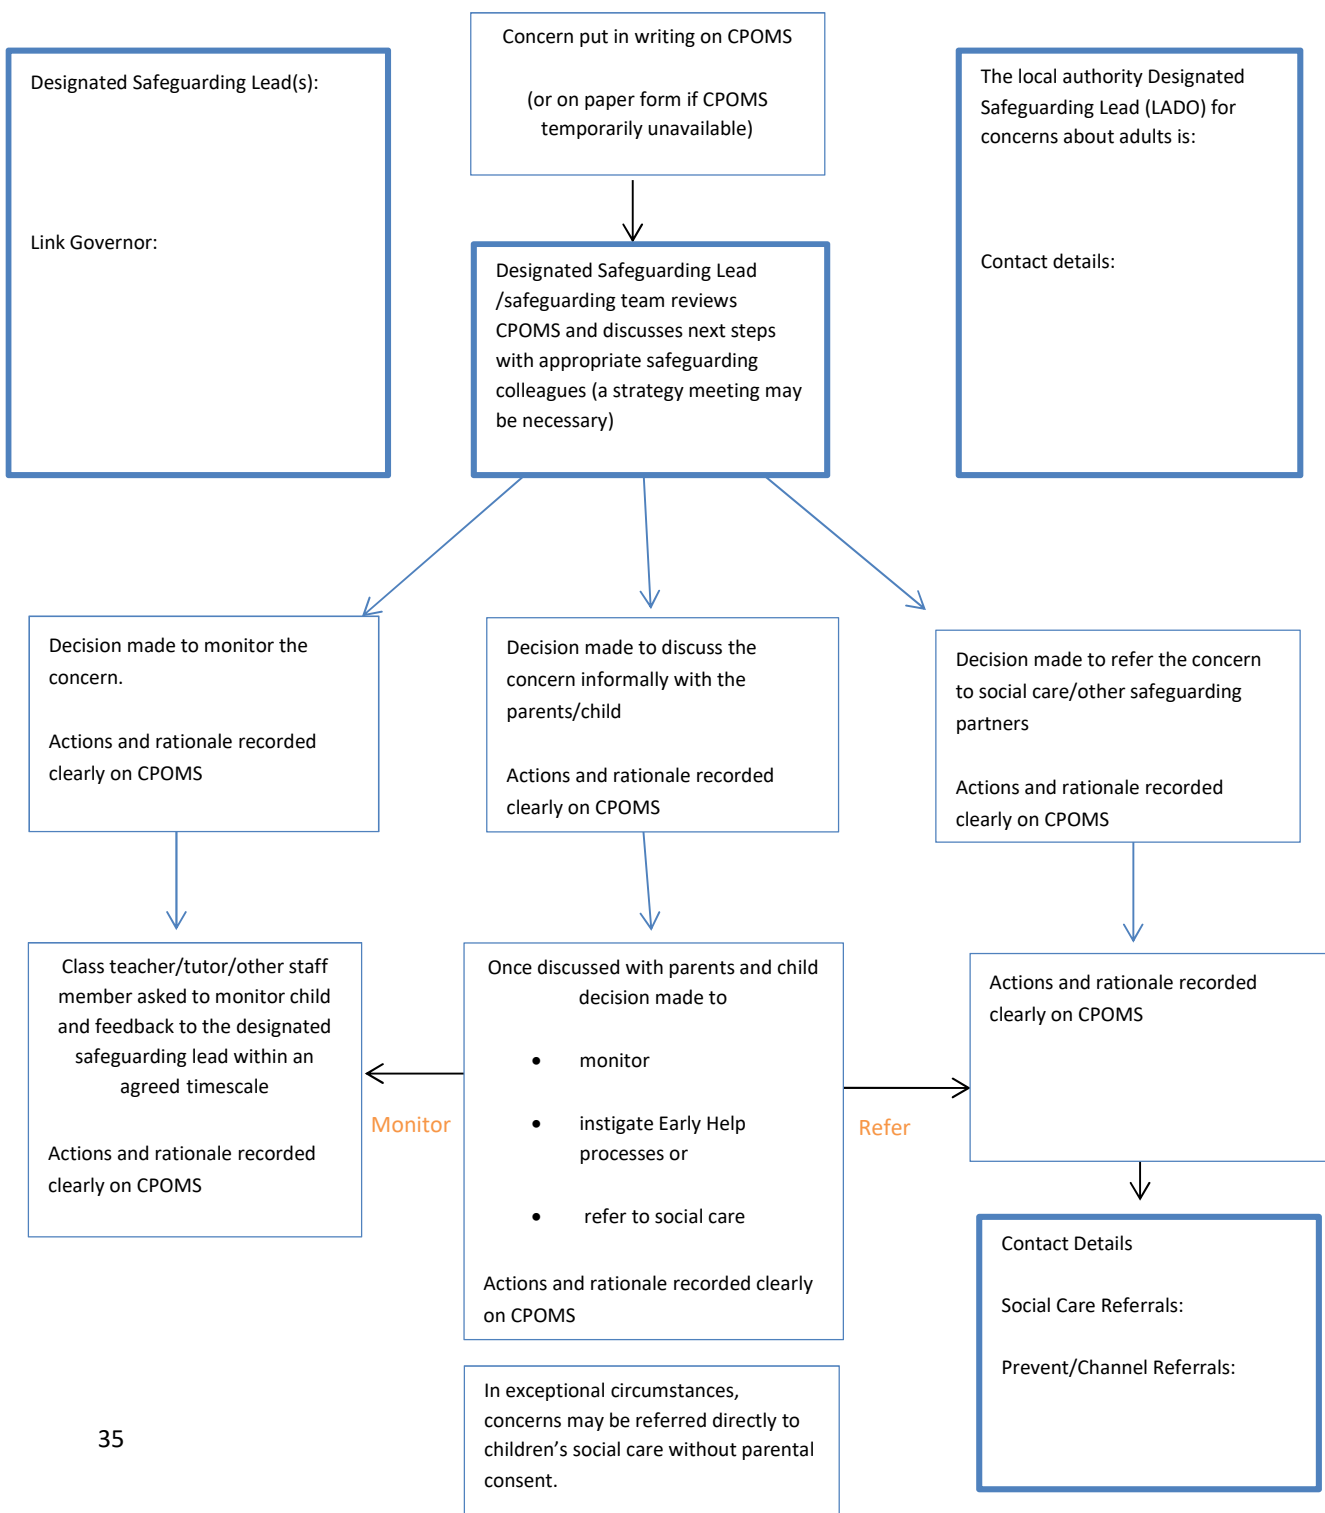 Concern put in writing on CPOMS
(or on paper form if CPOMS
temporarily unavailable)
Designated Safeguarding Lead(s):
Link Governor:
The local authority Designated
Safeguarding Lead (LADO) for
concerns about adults is:
Contact details:
Designated Safeguarding Lead
/safeguarding team reviews
CPOMS and discusses next steps
with appropriate safeguarding
colleagues (a strategy meeting may
be necessary)
Decision made to monitor the
concern.
Actions and rationale recorded
clearly on CPOMS
Decision made to discuss the
concern informally with the
parents/child
Actions and rationale recorded
clearly on CPOMS
Decision made to refer the concern
to social care/other safeguarding
partners
Actions and rationale recorded
clearly on CPOMS
Class teacher/tutor/other staff
member asked to monitor child
and feedback to the designated
safeguarding lead within an
agreed timescale
Actions and rationale recorded
clearly on CPOMS
Monitor
Once discussed with parents and child
decision made to
• monitor
• instigate Early Help
processes or
• refer to social care
Actions and rationale recorded clearly
on CPOMS
Refer
Actions and rationale recorded
clearly on CPOMS
Contact Details
Social Care Referrals:
Prevent/Channel Referrals:
In exceptional circumstances,
concerns may be referred directly to
children’s social care without parental
consent.
35